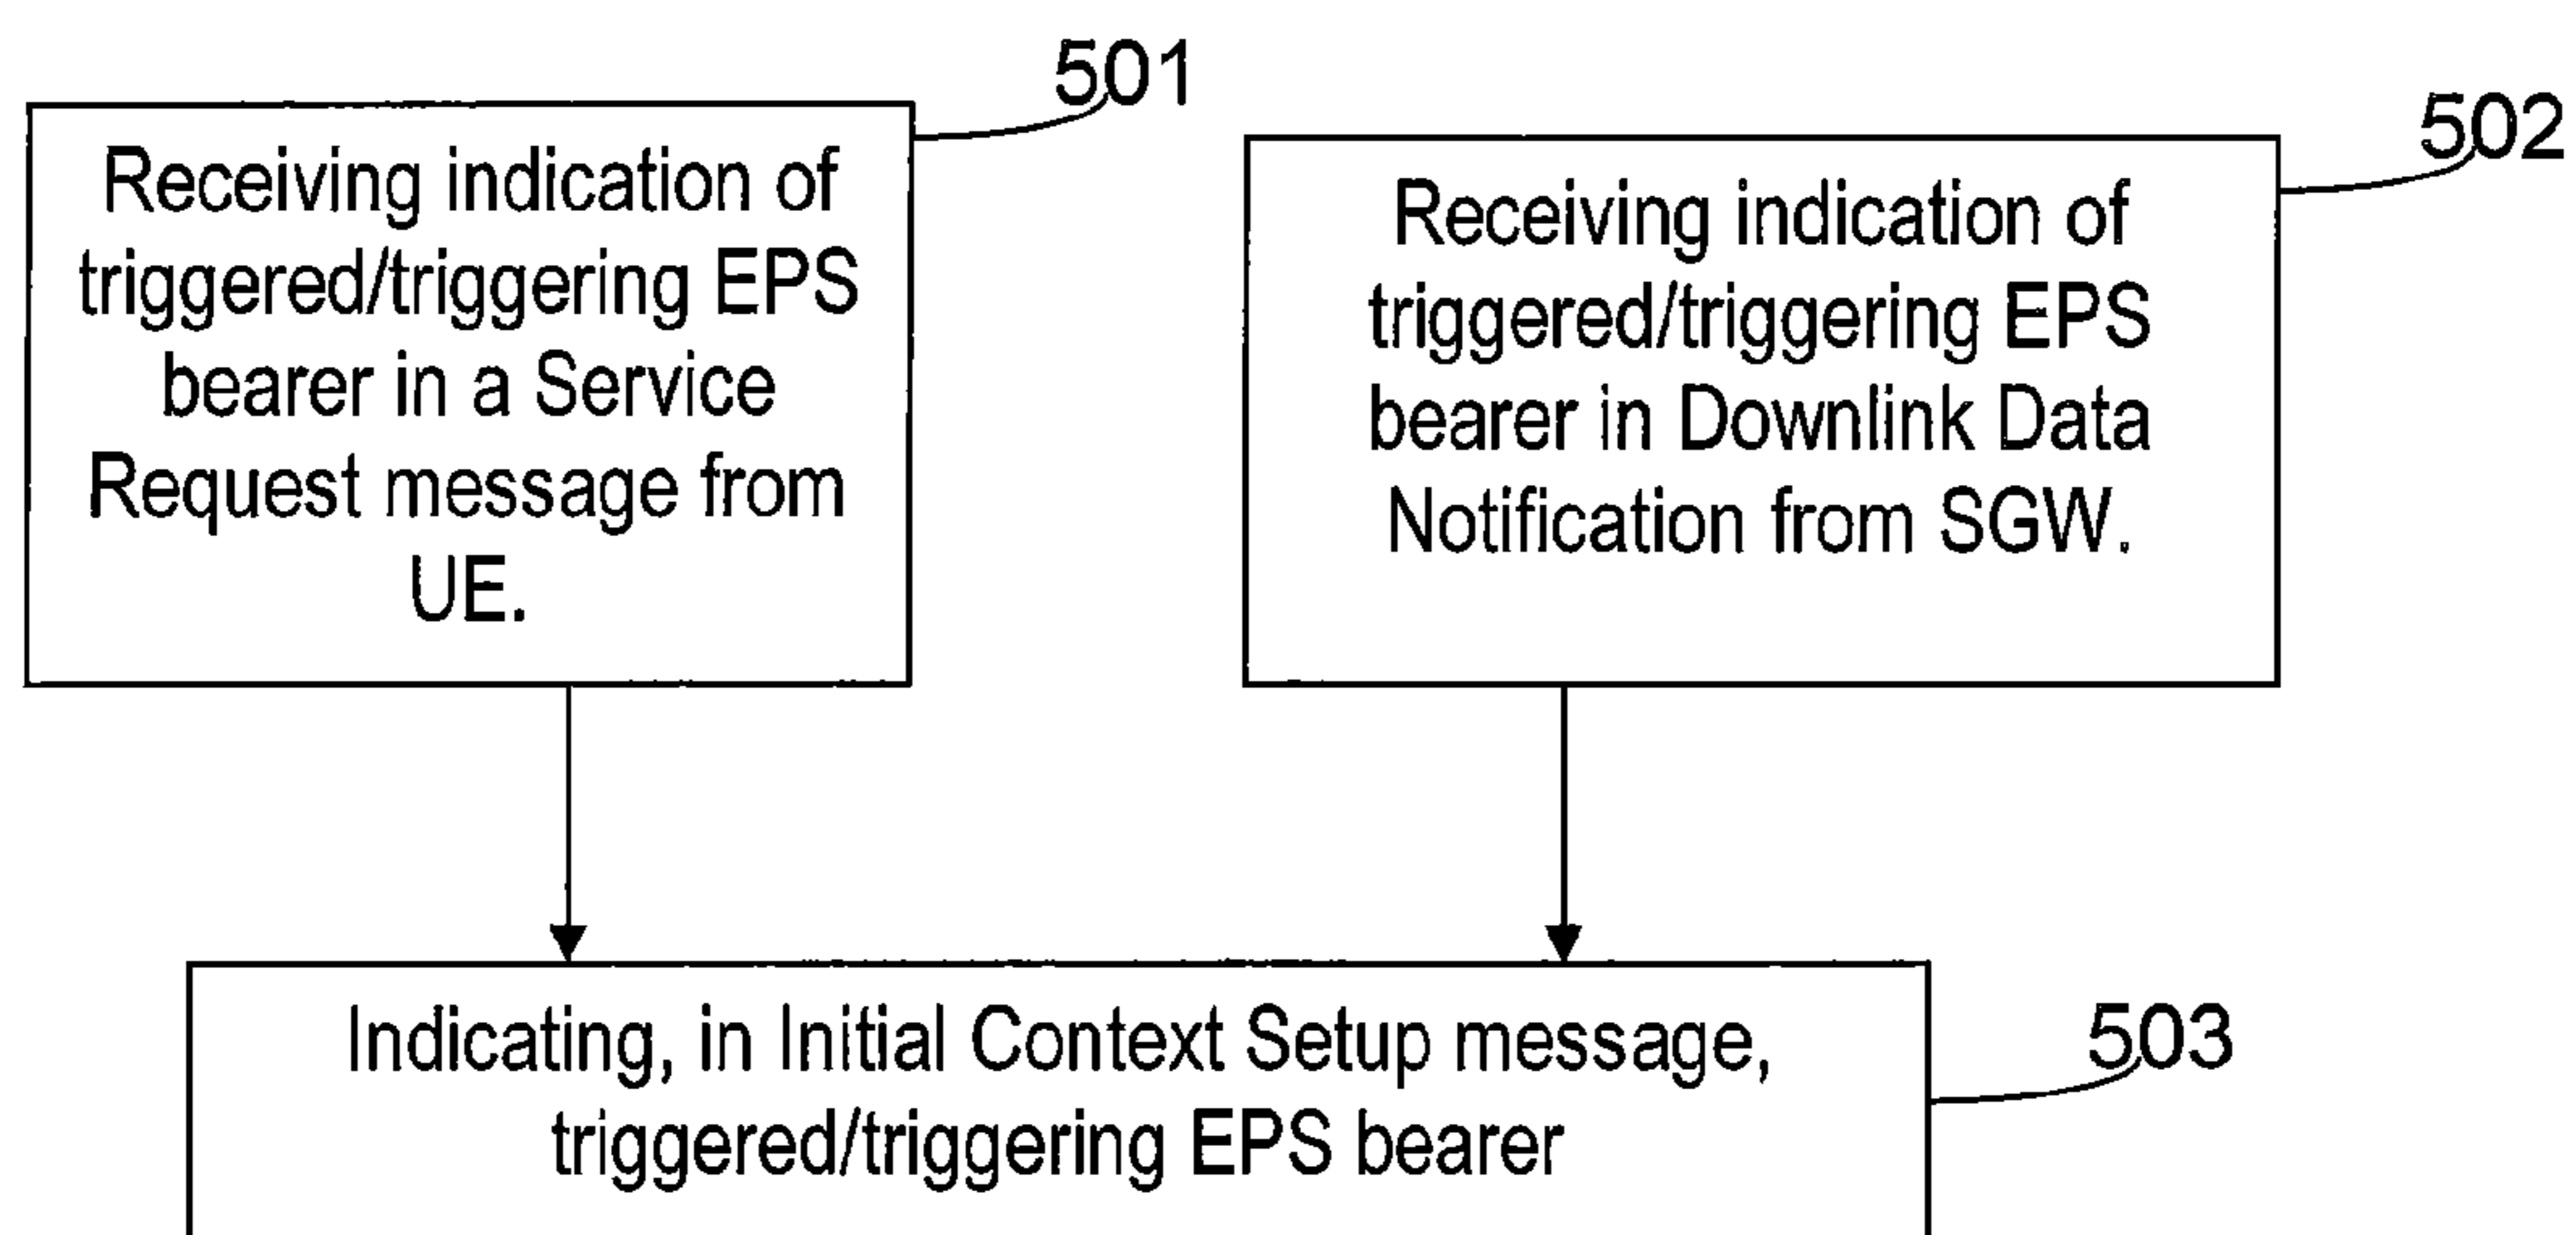 501
Receiving indication of
triggered/triggering EPS
bearer in a Service
Request message from
UE.
502
Receiving indication of
triggered/triggering EPS
bearer in Downlink Data
Notification from SGW.
Indicating, in Initial Context Setup message,
triggered/triggering EPS bearer
503